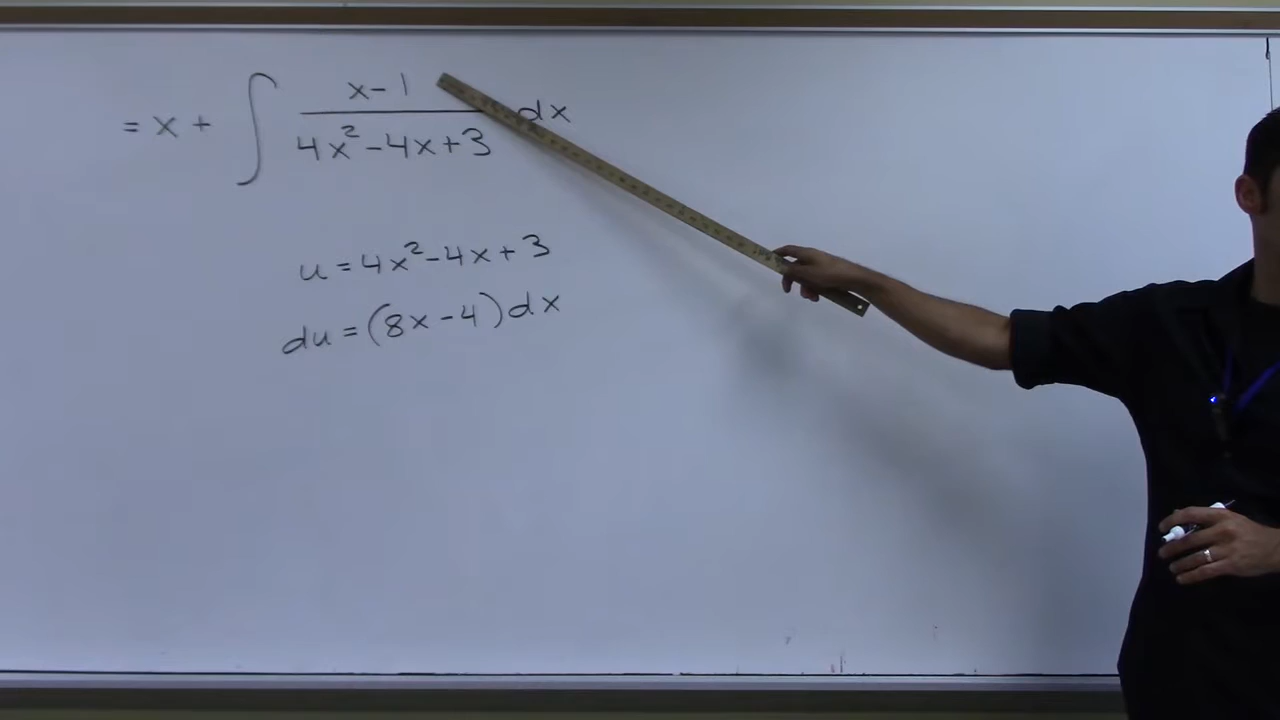 = x + ∫ (x-1)/(4x²-4x+3) dx
u = 4x²-4x+3
du = (8x-4)dx